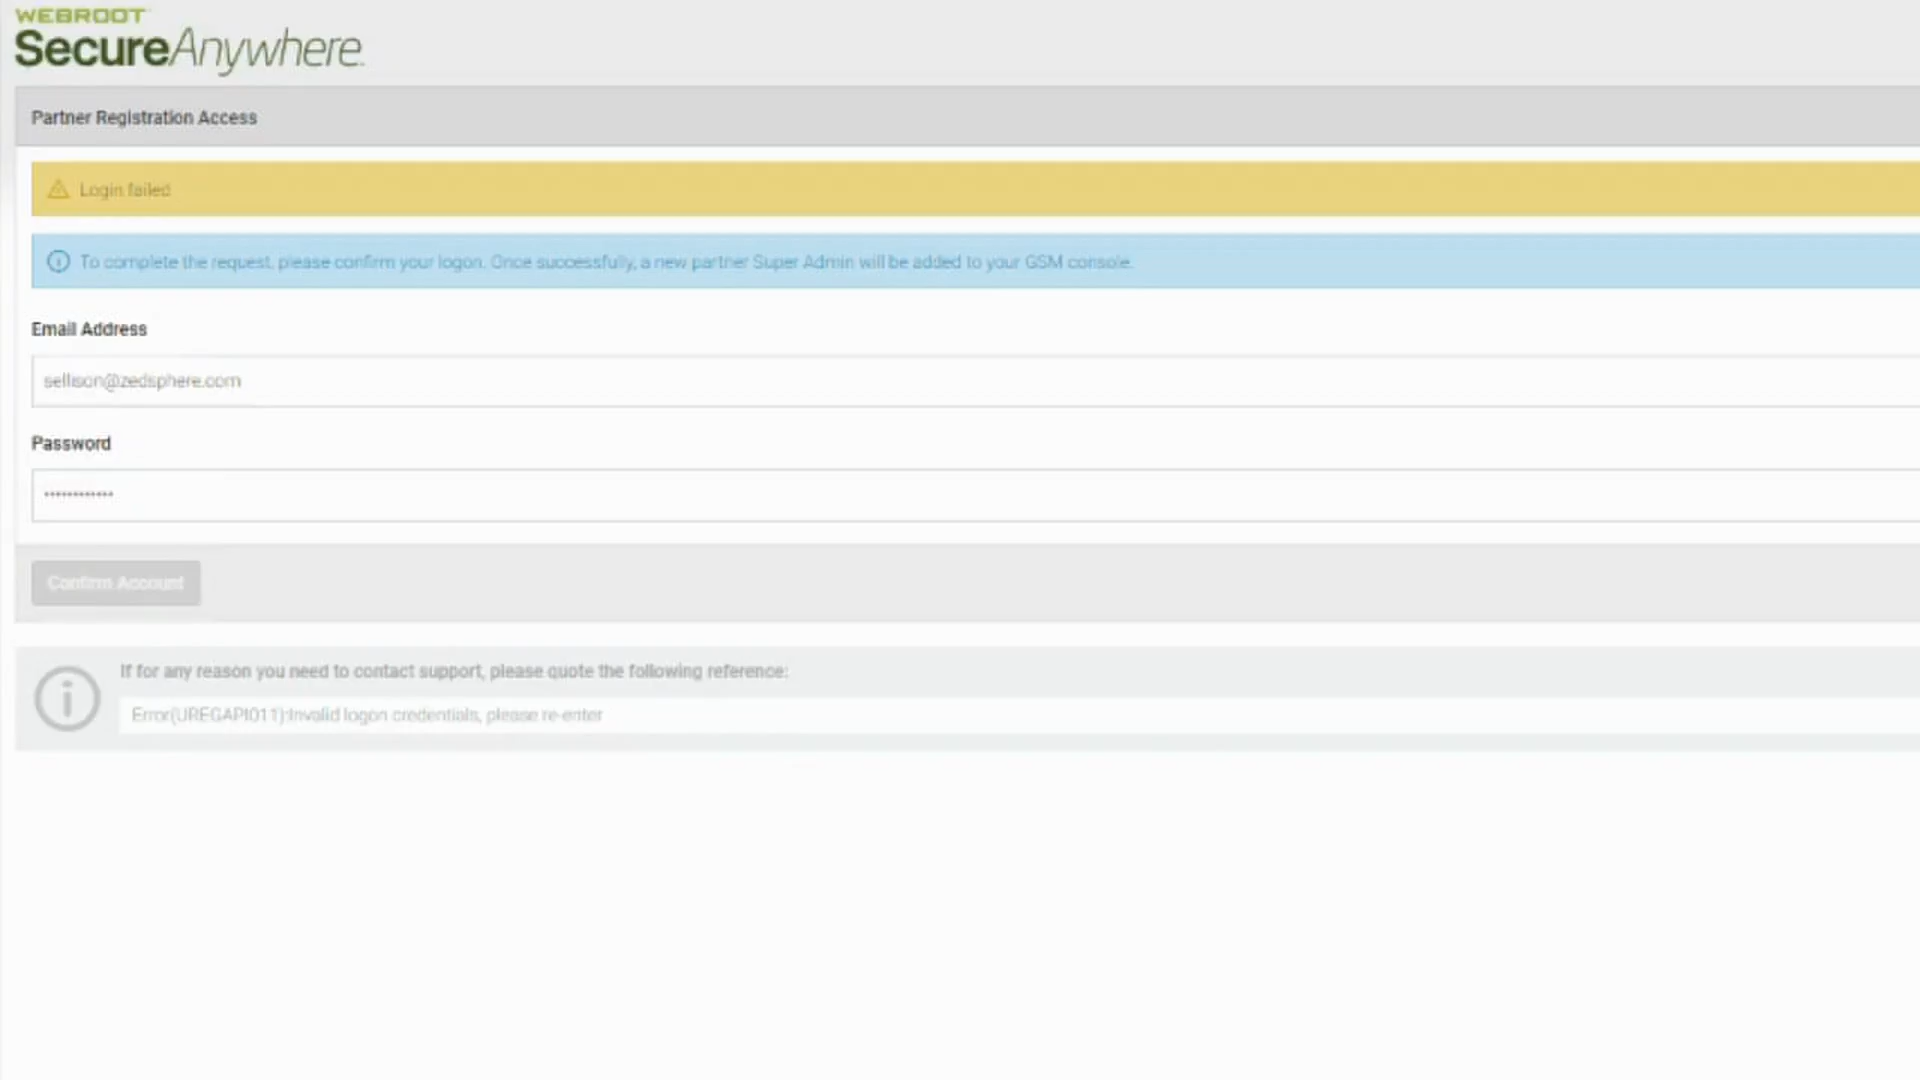 WEBROOT
SecureAnywhere.
Partner Registration Access
Login failed
To complete the request, please confirm your logon. Once successfully, a new partner Super Admin will be added to your GSM console.
Email Address
sellison@zedsphere.com
Password
••••••••••••
Confirm Account
If for any reason you need to contact support, please quote the following reference:
Error(UREGAPI011):Invalid logon credentials, please re-enter